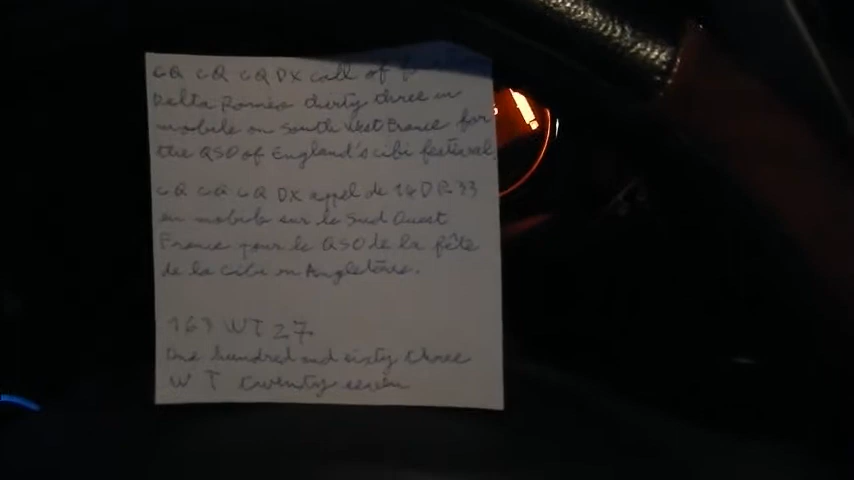 CQ CQ CQ DX call of
Delta Romeo thirty three in
mobile on South West France for
the QSO of England's cibi festival.
CQ CQ CQ DX appel de 14 DR 33
en mobile sur le Sud Ouest
France pour le QSO de la fête
de la cibi en Angleterre.
163 WT 27
One hundred and sixty three
W T twenty seven